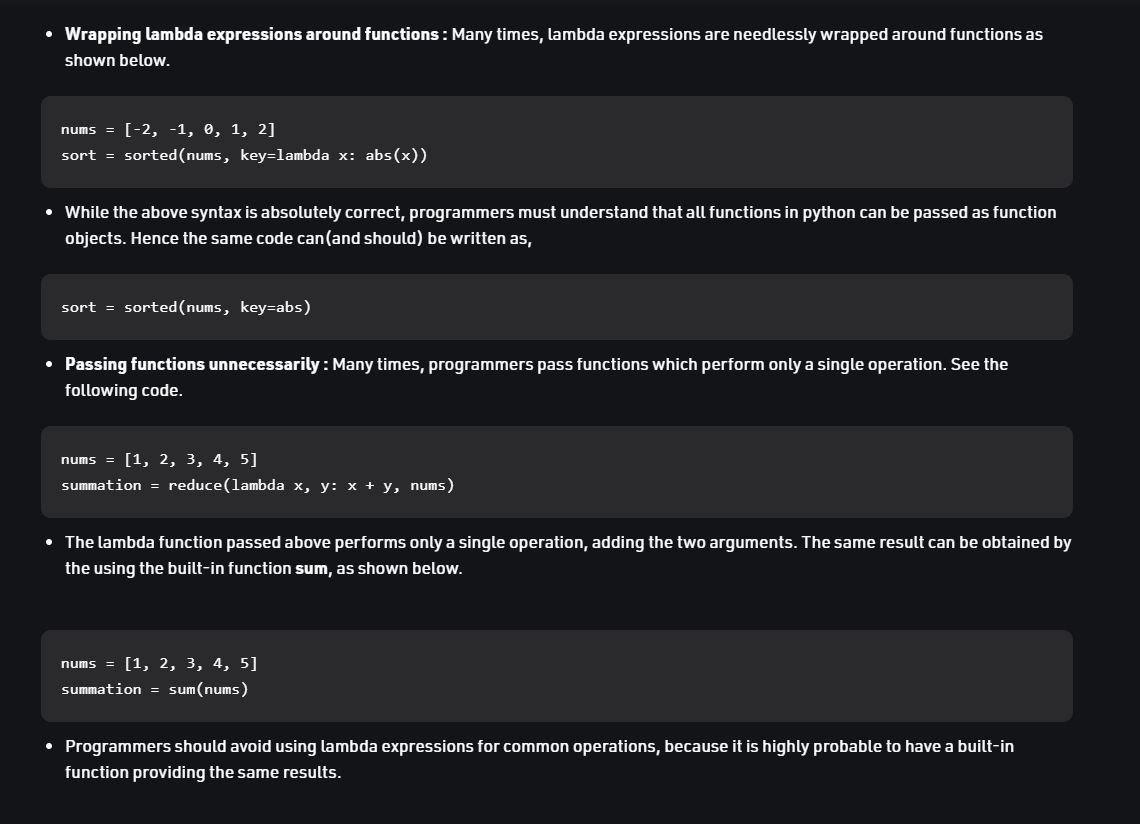 • Wrapping lambda expressions around functions : Many times, lambda expressions are needlessly wrapped around functions as
shown below.
nums = [-2, -1, 0, 1, 2]
sort = sorted(nums, key=lambda x: abs(x))
• While the above syntax is absolutely correct, programmers must understand that all functions in python can be passed as function
objects. Hence the same code can(and should) be written as,
sort = sorted(nums, key=abs)
• Passing functions unnecessarily : Many times, programmers pass functions which perform only a single operation. See the
following code.
nums = [1, 2, 3, 4, 5]
summation = reduce(lambda x, y: x + y, nums)
• The lambda function passed above performs only a single operation, adding the two arguments. The same result can be obtained by
the using the built-in function sum, as shown below.
nums = [1, 2, 3, 4, 5]
summation = sum(nums)
• Programmers should avoid using lambda expressions for common operations, because it is highly probable to have a built-in
function providing the same results.